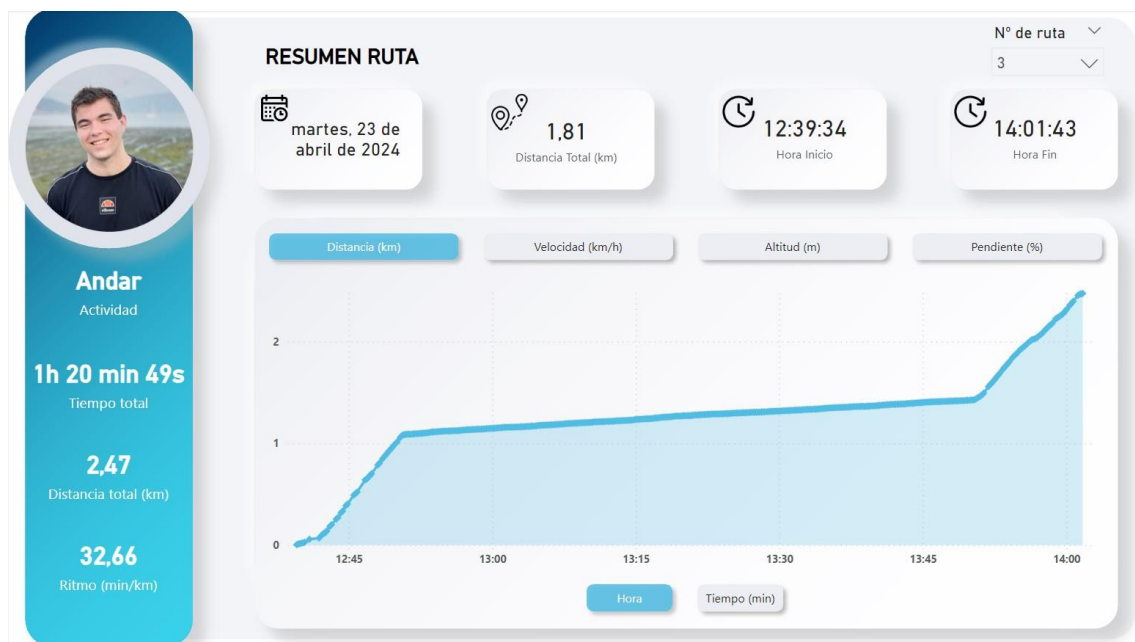 RESUMEN RUTA
Nº de ruta
3
martes, 23 de
abril de 2024
1,81
Distancia Total (km)
12:39:34
Hora Inicio
14:01:43
Hora Fin
Andar
Actividad
1h 20 min 49s
Tiempo total
2,47
Distancia total (km)
32,66
Ritmo (min/km)
Distancia (km)
Velocidad (km/h)
Altitud (m)
Pendiente (%)
2
1
0
12:45
13:00
13:15
13:30
13:45
14:00
Hora
Tiempo (min)